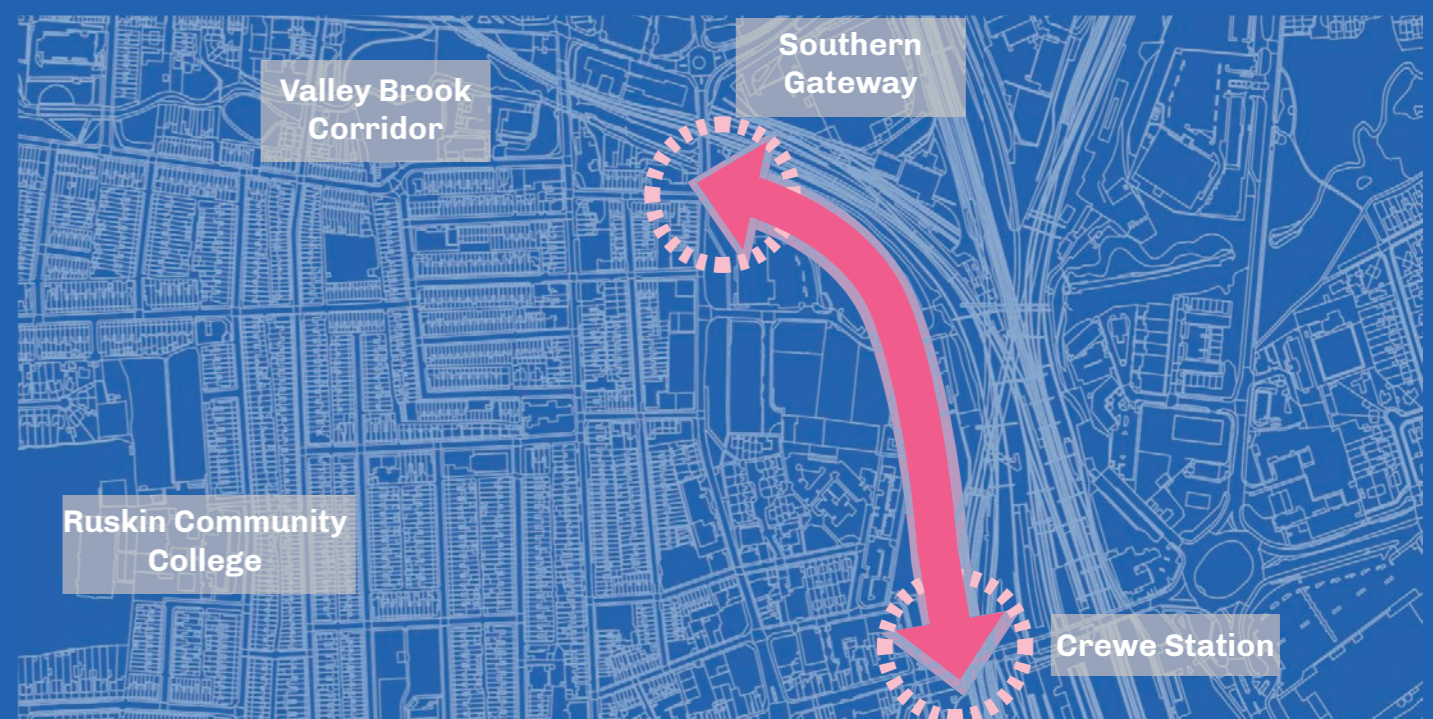 Southern
Gateway
Valley Brook
Corridor
Ruskin Community
College
Crewe Station